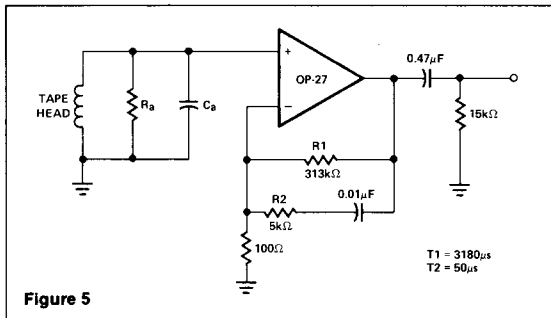 0.47µF
+
OP-27
−
TAPE
HEAD
Ra
Ca
15kΩ
R1
313kΩ
0.01µF
R2
5kΩ
100Ω
T1 = 3180µs
T2 = 50µs
Figure 5